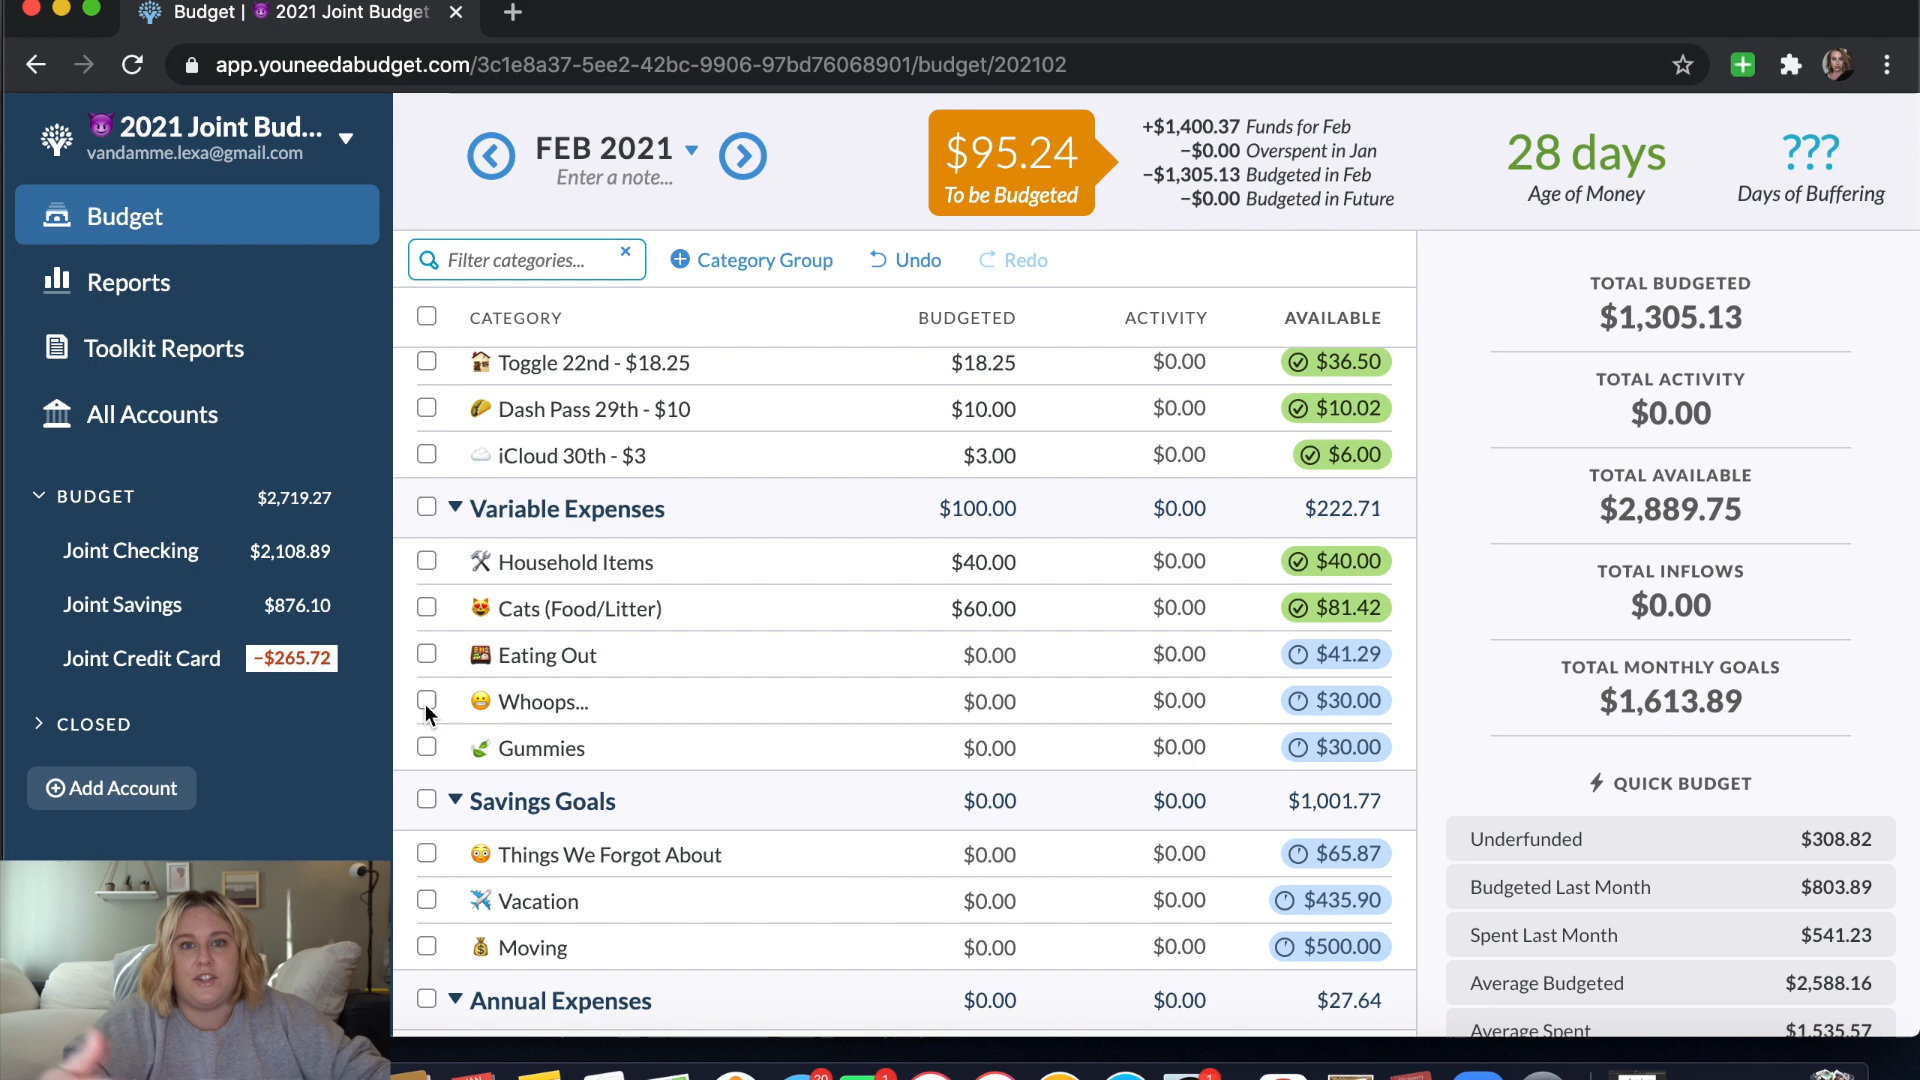 Budget | 😈 2021 Joint Budget
app.youneedabudget.com/3c1e8a37-5ee2-42bc-9906-97bd76068901/budget/202102
😈 2021 Joint Bud...
vandamme.lexa@gmail.com
Budget
Reports
Toolkit Reports
All Accounts
BUDGET $2,719.27
Joint Checking $2,108.89
Joint Savings $876.10
Joint Credit Card -$265.72
CLOSED
Add Account
FEB 2021
Enter a note...
$95.24
To be Budgeted
+$1,400.37 Funds for Feb
-$0.00 Overspent in Jan
-$1,305.13 Budgeted in Feb
-$0.00 Budgeted in Future
28 days
Age of Money
???
Days of Buffering
Filter categories... Category Group Undo Redo
CATEGORY BUDGETED ACTIVITY AVAILABLE
Toggle 22nd - $18.25 $18.25 $0.00 $36.50
Dash Pass 29th - $10 $10.00 $0.00 $10.02
iCloud 30th - $3 $3.00 $0.00 $6.00
Variable Expenses $100.00 $0.00 $222.71
Household Items $40.00 $0.00 $40.00
Cats (Food/Litter) $60.00 $0.00 $81.42
Eating Out $0.00 $0.00 $41.29
Whoops... $0.00 $0.00 $30.00
Gummies $0.00 $0.00 $30.00
Savings Goals $0.00 $0.00 $1,001.77
Things We Forgot About $0.00 $0.00 $65.87
Vacation $0.00 $0.00 $435.90
Moving $0.00 $0.00 $500.00
Annual Expenses $0.00 $0.00 $27.64
TOTAL BUDGETED
$1,305.13
TOTAL ACTIVITY
$0.00
TOTAL AVAILABLE
$2,889.75
TOTAL INFLOWS
$0.00
TOTAL MONTHLY GOALS
$1,613.89
QUICK BUDGET
Underfunded $308.82
Budgeted Last Month $803.89
Spent Last Month $541.23
Average Budgeted $2,588.16
Average Spent $1,535.57